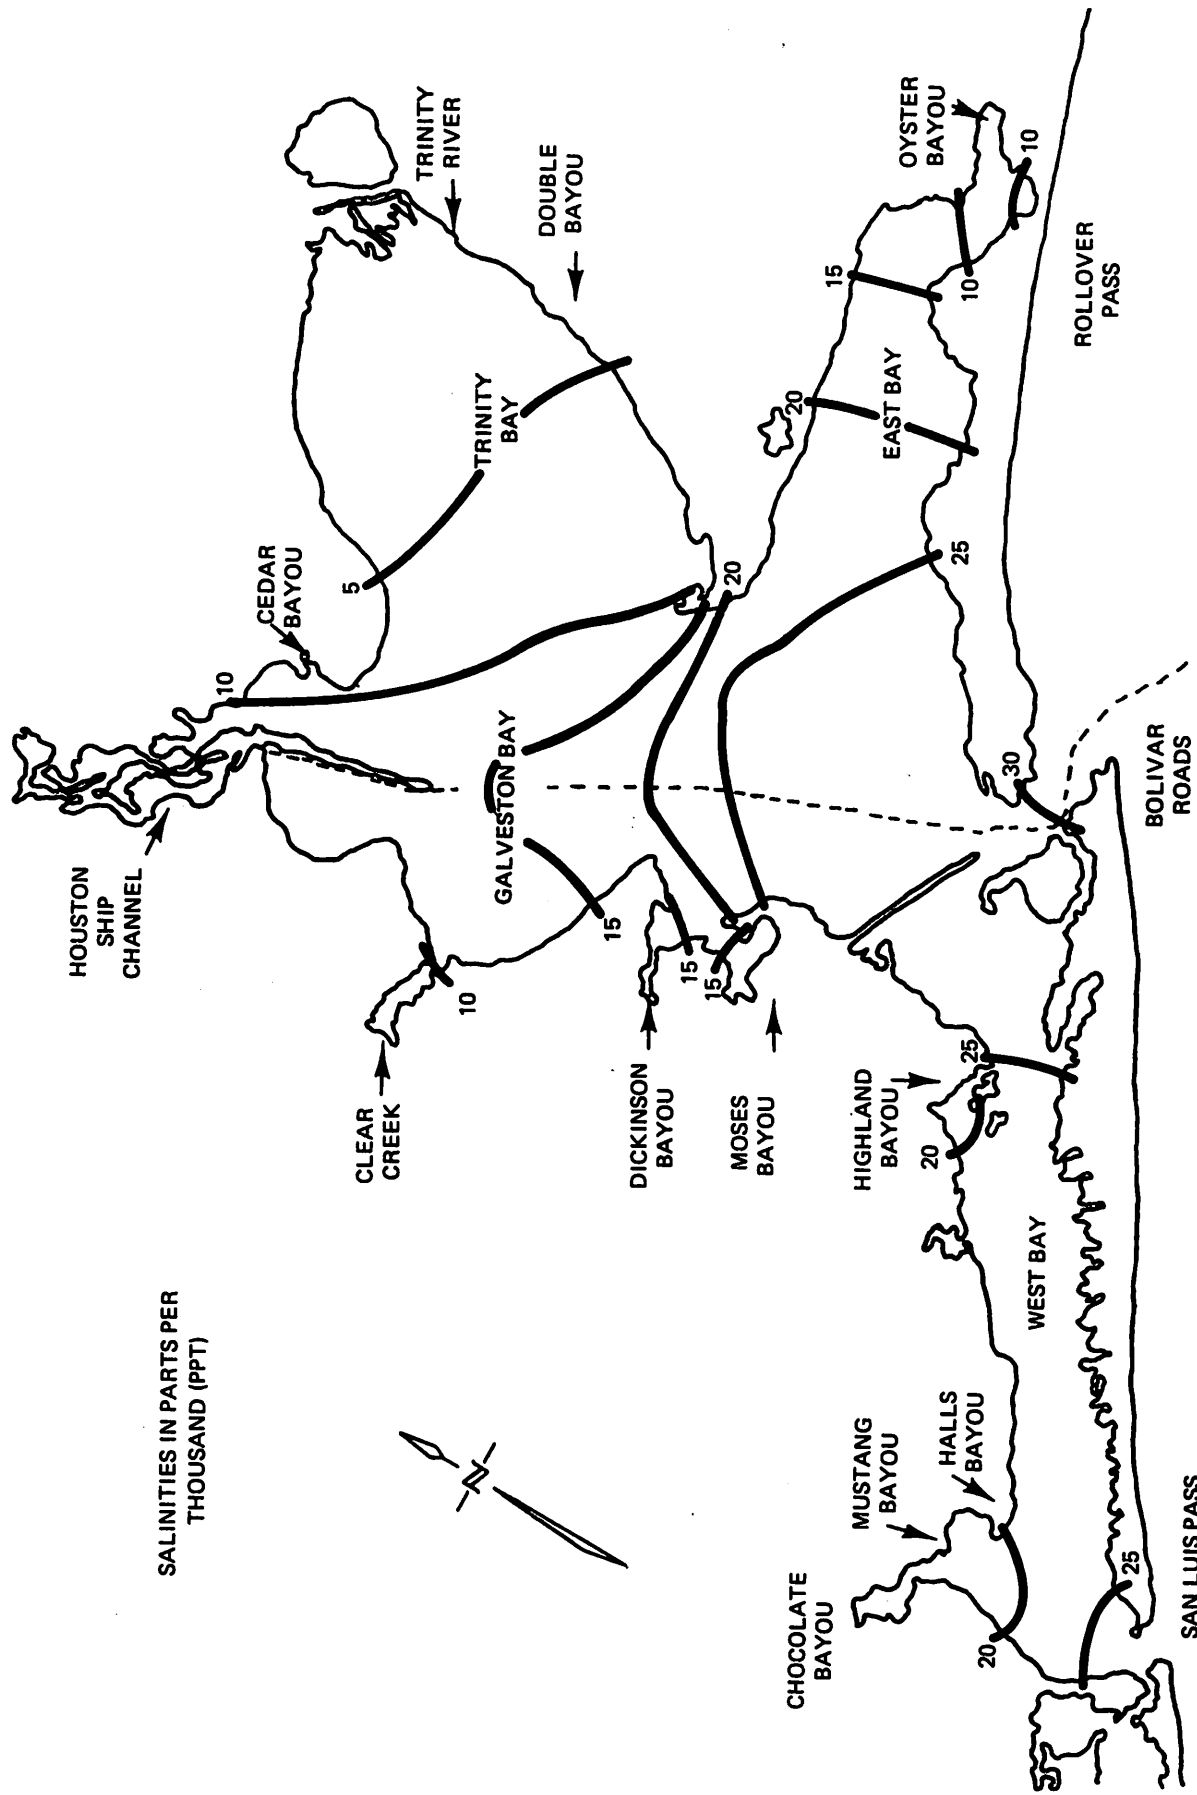 SALINITIES IN PARTS PER
THOUSAND (PPT)
HOUSTON
SHIP
CHANNEL
10
CEDAR
BAYOU
5
TRINITY
BAY
TRINITY
RIVER
DOUBLE
BAYOU
CLEAR
CREEK
10
GALVESTON BAY
15
20
DICKINSON
BAYOU
15
MOSES
BAYOU
15
20
15
OYSTER
BAYOU
10
10
EAST BAY
25
ROLLOVER
PASS
30
BOLIVAR
ROADS
HIGHLAND
BAYOU
25
20
WEST BAY
MUSTANG
BAYOU
HALLS
BAYOU
CHOCOLATE
BAYOU
20
25
SAN LUIS PASS
N